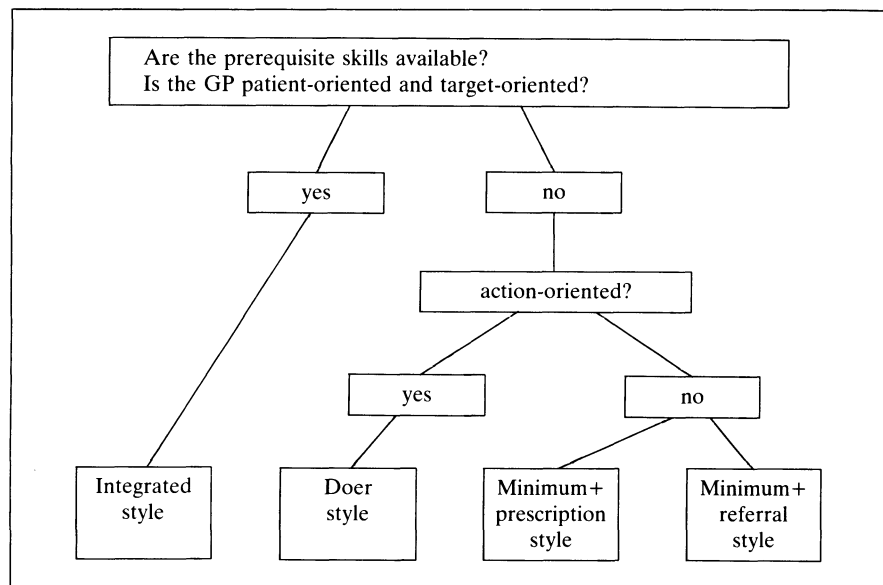 Are the prerequisite skills available?
Is the GP patient-oriented and target-oriented?
yes
no
action-oriented?
yes
no
Integrated
style
Doer
style
Minimum+
prescription
style
Minimum+
referral
style